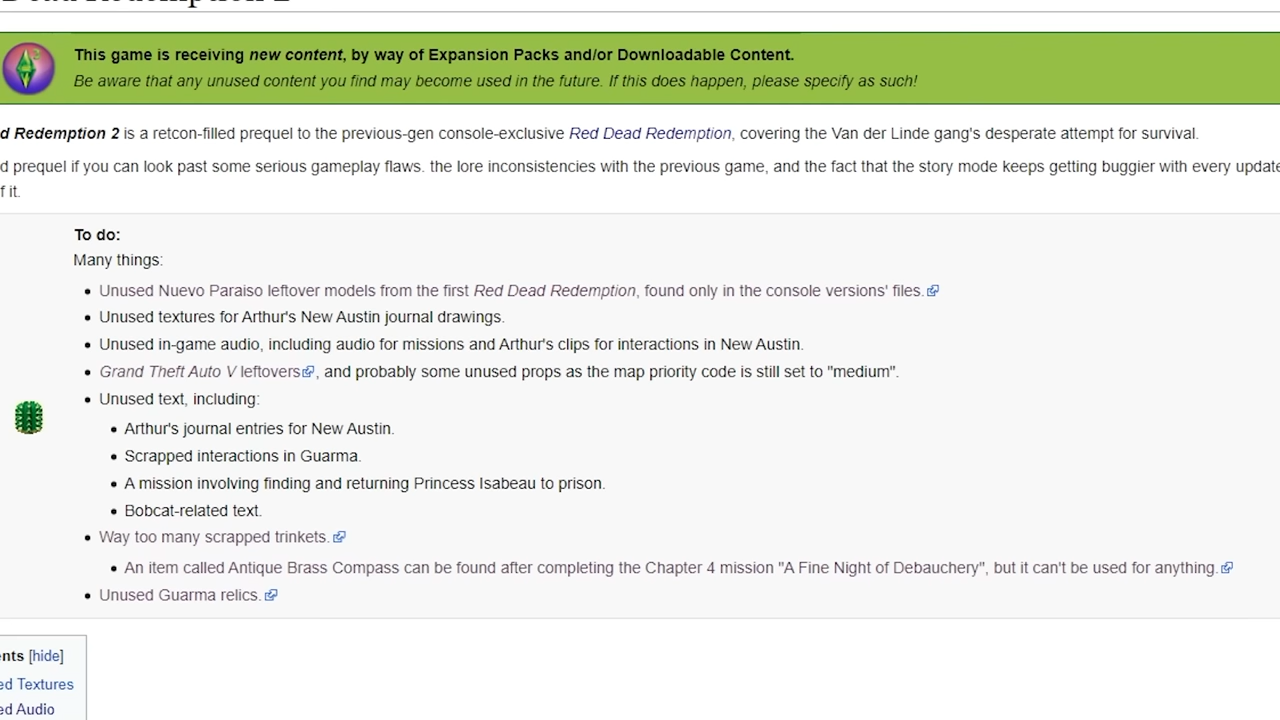 Dead Redemption 2
This game is receiving new content, by way of Expansion Packs and/or Downloadable Content.
Be aware that any unused content you find may become used in the future. If this does happen, please specify as such!
d Redemption 2 is a retcon-filled prequel to the previous-gen console-exclusive Red Dead Redemption, covering the Van der Linde gang's desperate attempt for survival.
d prequel if you can look past some serious gameplay flaws. the lore inconsistencies with the previous game, and the fact that the story mode keeps getting buggier with every update
f it.
To do:
Many things:
Unused Nuevo Paraiso leftover models from the first Red Dead Redemption, found only in the console versions' files.
Unused textures for Arthur's New Austin journal drawings.
Unused in-game audio, including audio for missions and Arthur's clips for interactions in New Austin.
Grand Theft Auto V leftovers, and probably some unused props as the map priority code is still set to "medium".
Unused text, including:
Arthur's journal entries for New Austin.
Scrapped interactions in Guarma.
A mission involving finding and returning Princess Isabeau to prison.
Bobcat-related text.
Way too many scrapped trinkets.
An item called Antique Brass Compass can be found after completing the Chapter 4 mission "A Fine Night of Debauchery", but it can't be used for anything.
Unused Guarma relics.
ents [hide]
ed Textures
ed Audio